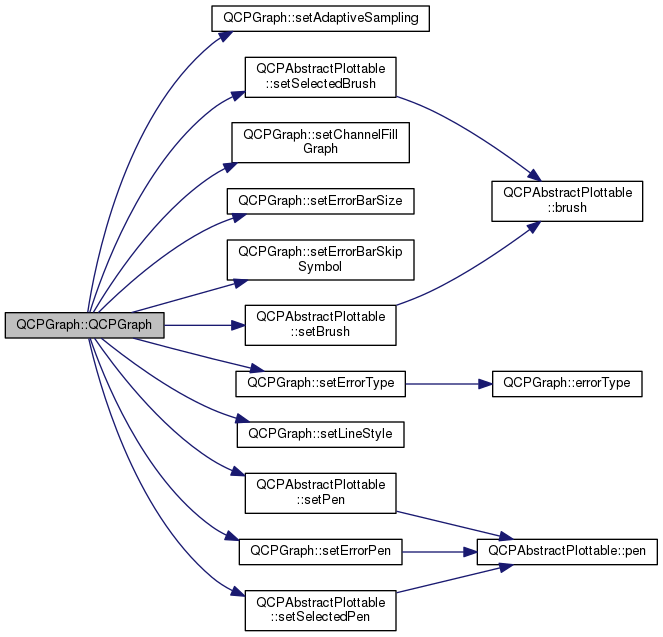 QCPGraph::setAdaptiveSampling
QCPAbstractPlottable
::setSelectedBrush
QCPGraph::setChannelFill
Graph
QCPAbstractPlottable
::brush
QCPGraph::setErrorBarSize
QCPGraph::setErrorBarSkip
Symbol
QCPGraph::QCPGraph
QCPAbstractPlottable
::setBrush
QCPGraph::setErrorType
QCPGraph::errorType
QCPGraph::setLineStyle
QCPAbstractPlottable
::setPen
QCPGraph::setErrorPen
QCPAbstractPlottable::pen
QCPAbstractPlottable
::setSelectedPen